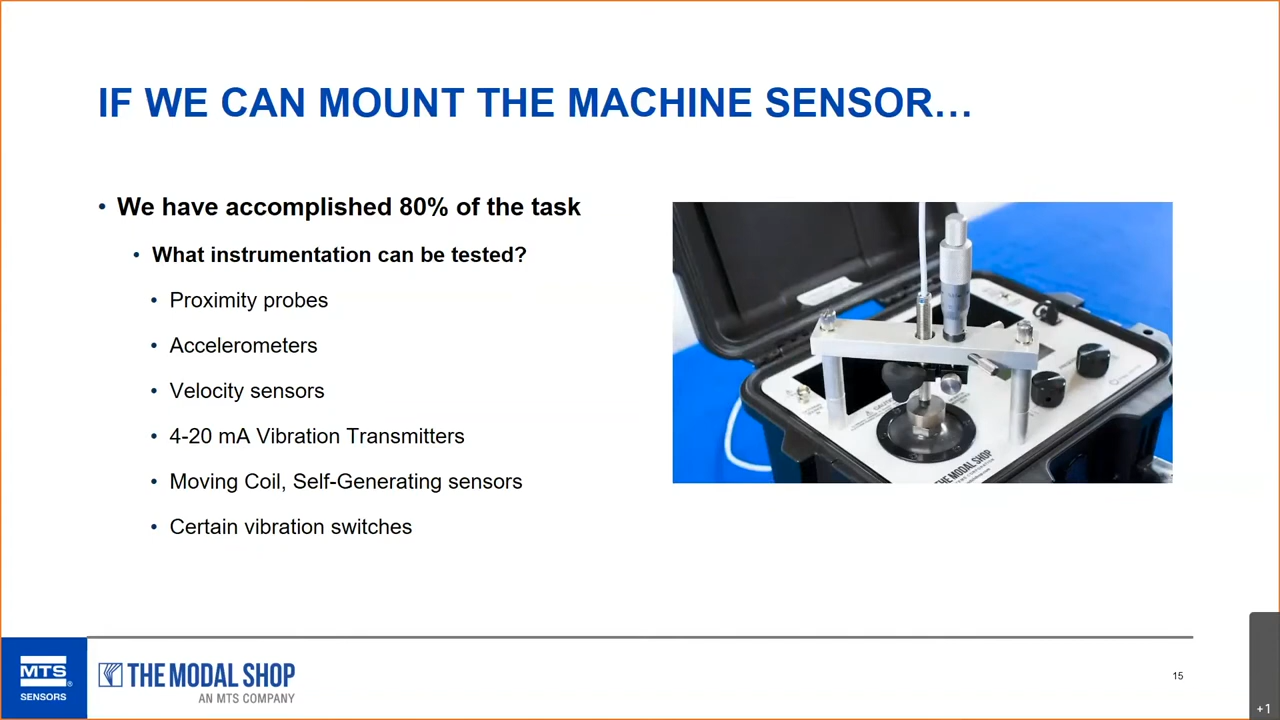 IF WE CAN MOUNT THE MACHINE SENSOR…
• We have accomplished 80% of the task
• What instrumentation can be tested?
• Proximity probes
• Accelerometers
• Velocity sensors
• 4-20 mA Vibration Transmitters
• Moving Coil, Self-Generating sensors
• Certain vibration switches
THE MODAL SHOP
MTS®
SENSORS
THE MODAL SHOP
AN MTS COMPANY
15
+1